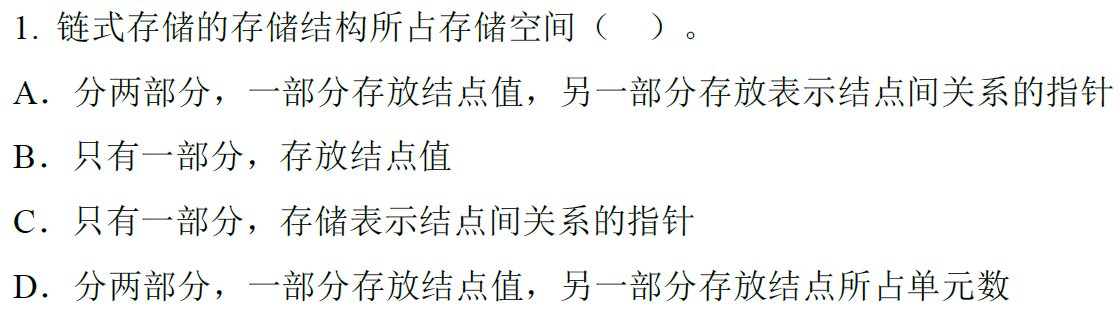 1. 链式存储的存储结构所占存储空间（ ）。
A．分两部分，一部分存放结点值，另一部分存放表示结点间关系的指针
B．只有一部分，存放结点值
C．只有一部分，存储表示结点间关系的指针
D．分两部分，一部分存放结点值，另一部分存放结点所占单元数